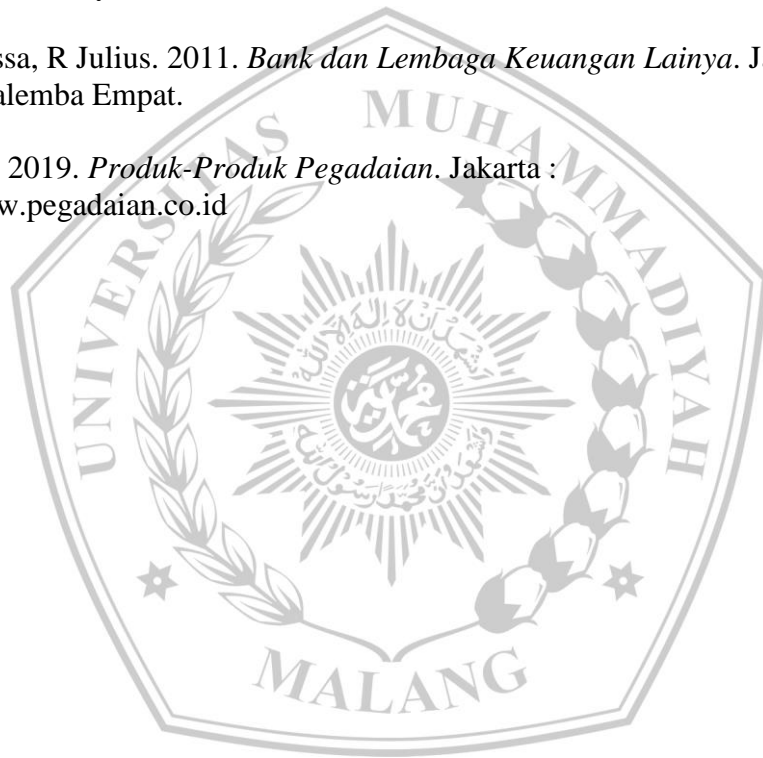 ssa, R Julius. 2011. Bank dan Lembaga Keuangan Lainya. J
alemba Empat.
2019. Produk-Produk Pegadaian. Jakarta :
w.pegadaian.co.id
UNIVERSITAS MUHAMMADIYAH
MALANG